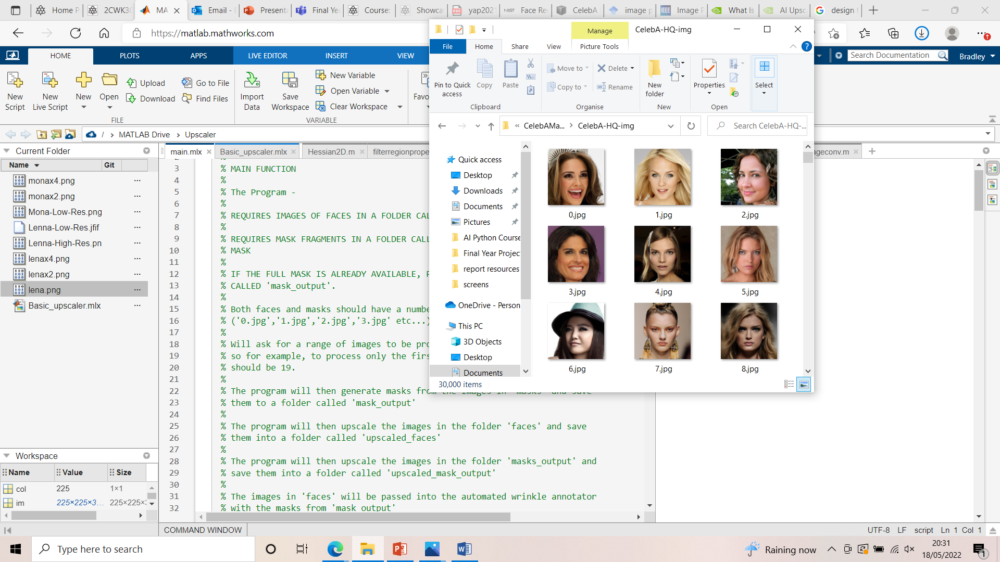 Home P
2CWK3
MA
Email - E
Present
Final Ye
Course:
Showca
yap2021
Face Re
CelebA
image p
Image P
What Is
AI Upsc
design f
https://matlab.mathworks.com
HOME
PLOTS
APPS
LIVE EDITOR
INSERT
VIEW
Search Documentation
Bradley
New Script
New Live Script
New
Open
Upload
Download
Go to File
Find Files
FILE
Import Data
Save Workspace
New Variable
Open Variable
Clear Workspace
VARIABLE
Favo
/ MATLAB Drive Upscaler
Current Folder
Name
Git
monax4.png
monax2.png
Mona-Low-Res.png
Lenna-Low-Res.jfif
Lenna-High-Res.pn
lenax4.png
lenax2.png
lena.png
Basic_upscaler.mlx
Workspace
Name Value Size
col 225 1×1
im 225×225×3... 225×225×3
main.mlx
Basic_upscaler.mlx
Hessian2D.m
filterregionprope
ageconv.m
3 % MAIN FUNCTION
4 %
5 % The Program -
6 %
7 % REQUIRES IMAGES OF FACES IN A FOLDER CAL
8 %
9 % REQUIRES MASK FRAGMENTS IN A FOLDER CALL
10 % MASK
11 %
12 % IF THE FULL MASK IS ALREADY AVAILABLE, P
13 % CALLED 'mask_output'.
14 %
15 % Both faces and masks should have a numbe
16 % ('0.jpg','1.jpg','2.jpg','3.jpg' etc...)
17 %
18 % Will ask for a range of images to be pro
19 % so for example, to process only the firs
20 % should be 19.
21 %
22 % The program will then generate masks from the images in 'masks' and save
23 % them to a folder called 'mask_output'
24 %
25 % The program will then upscale the images in the folder 'faces' and save
26 % them into a folder called 'upscaled_faces'
27 %
28 % The program will then upscale the images in the folder 'masks_output' and
29 % save them into a folder called 'upscaled_mask_output'
30 %
31 % The images in 'faces' will be passed into the automated wrinkle annotator
32 % with the masks from 'mask_output'
COMMAND WINDOW
UTF-8 LF script Ln 1 Col 1
Manage
CelebA-HQ-img
File
Home
Share
View
Picture Tools
Pin to Quick access
Copy
Paste
Clipboard
Move to
Copy to
Delete
Rename
Organise
New folder
New
Properties
Open
Select
« CelebAMa... CelebA-HQ-img
Search CelebA-HQ-...
Quick access
Desktop
Downloads
Documents
Pictures
AI Python Course
Final Year Projec
report resources
screens
OneDrive - Person
This PC
3D Objects
Desktop
Documents
0.jpg
1.jpg
2.jpg
3.jpg
4.jpg
5.jpg
6.jpg
7.jpg
8.jpg
30,000 items
Type here to search
Raining now
20:31
18/05/2022
1